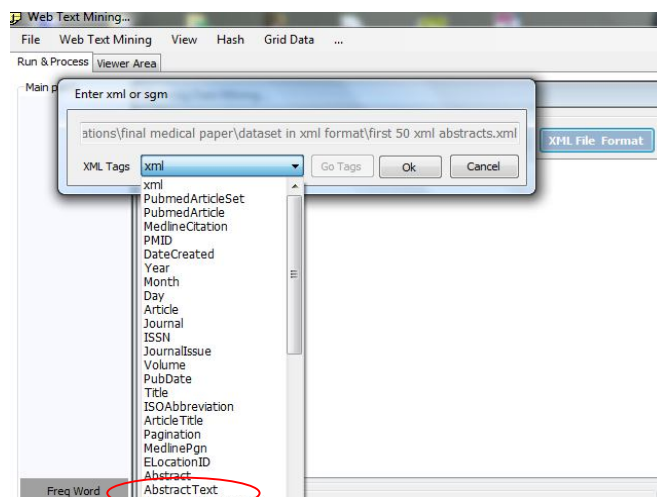 Web Text Mining...
File Web Text Mining View Hash Grid Data ...
Run & Process Viewer Area
Main p
Enter xml or sgm
ations\final medical paper\dataset in xml format\first 50 xml abstracts.xml
XML File Format
XML Tags xml Go Tags Ok Cancel
xml
PubmedArticleSet
PubmedArticle
MedlineCitation
PMID
DateCreated
Year
Month
Day
Article
Journal
ISSN
JournalIssue
Volume
PubDate
Title
ISOAbbreviation
ArticleTitle
Pagination
MedlinePgn
ELocationID
Abstract
AbstractText
Freq Word